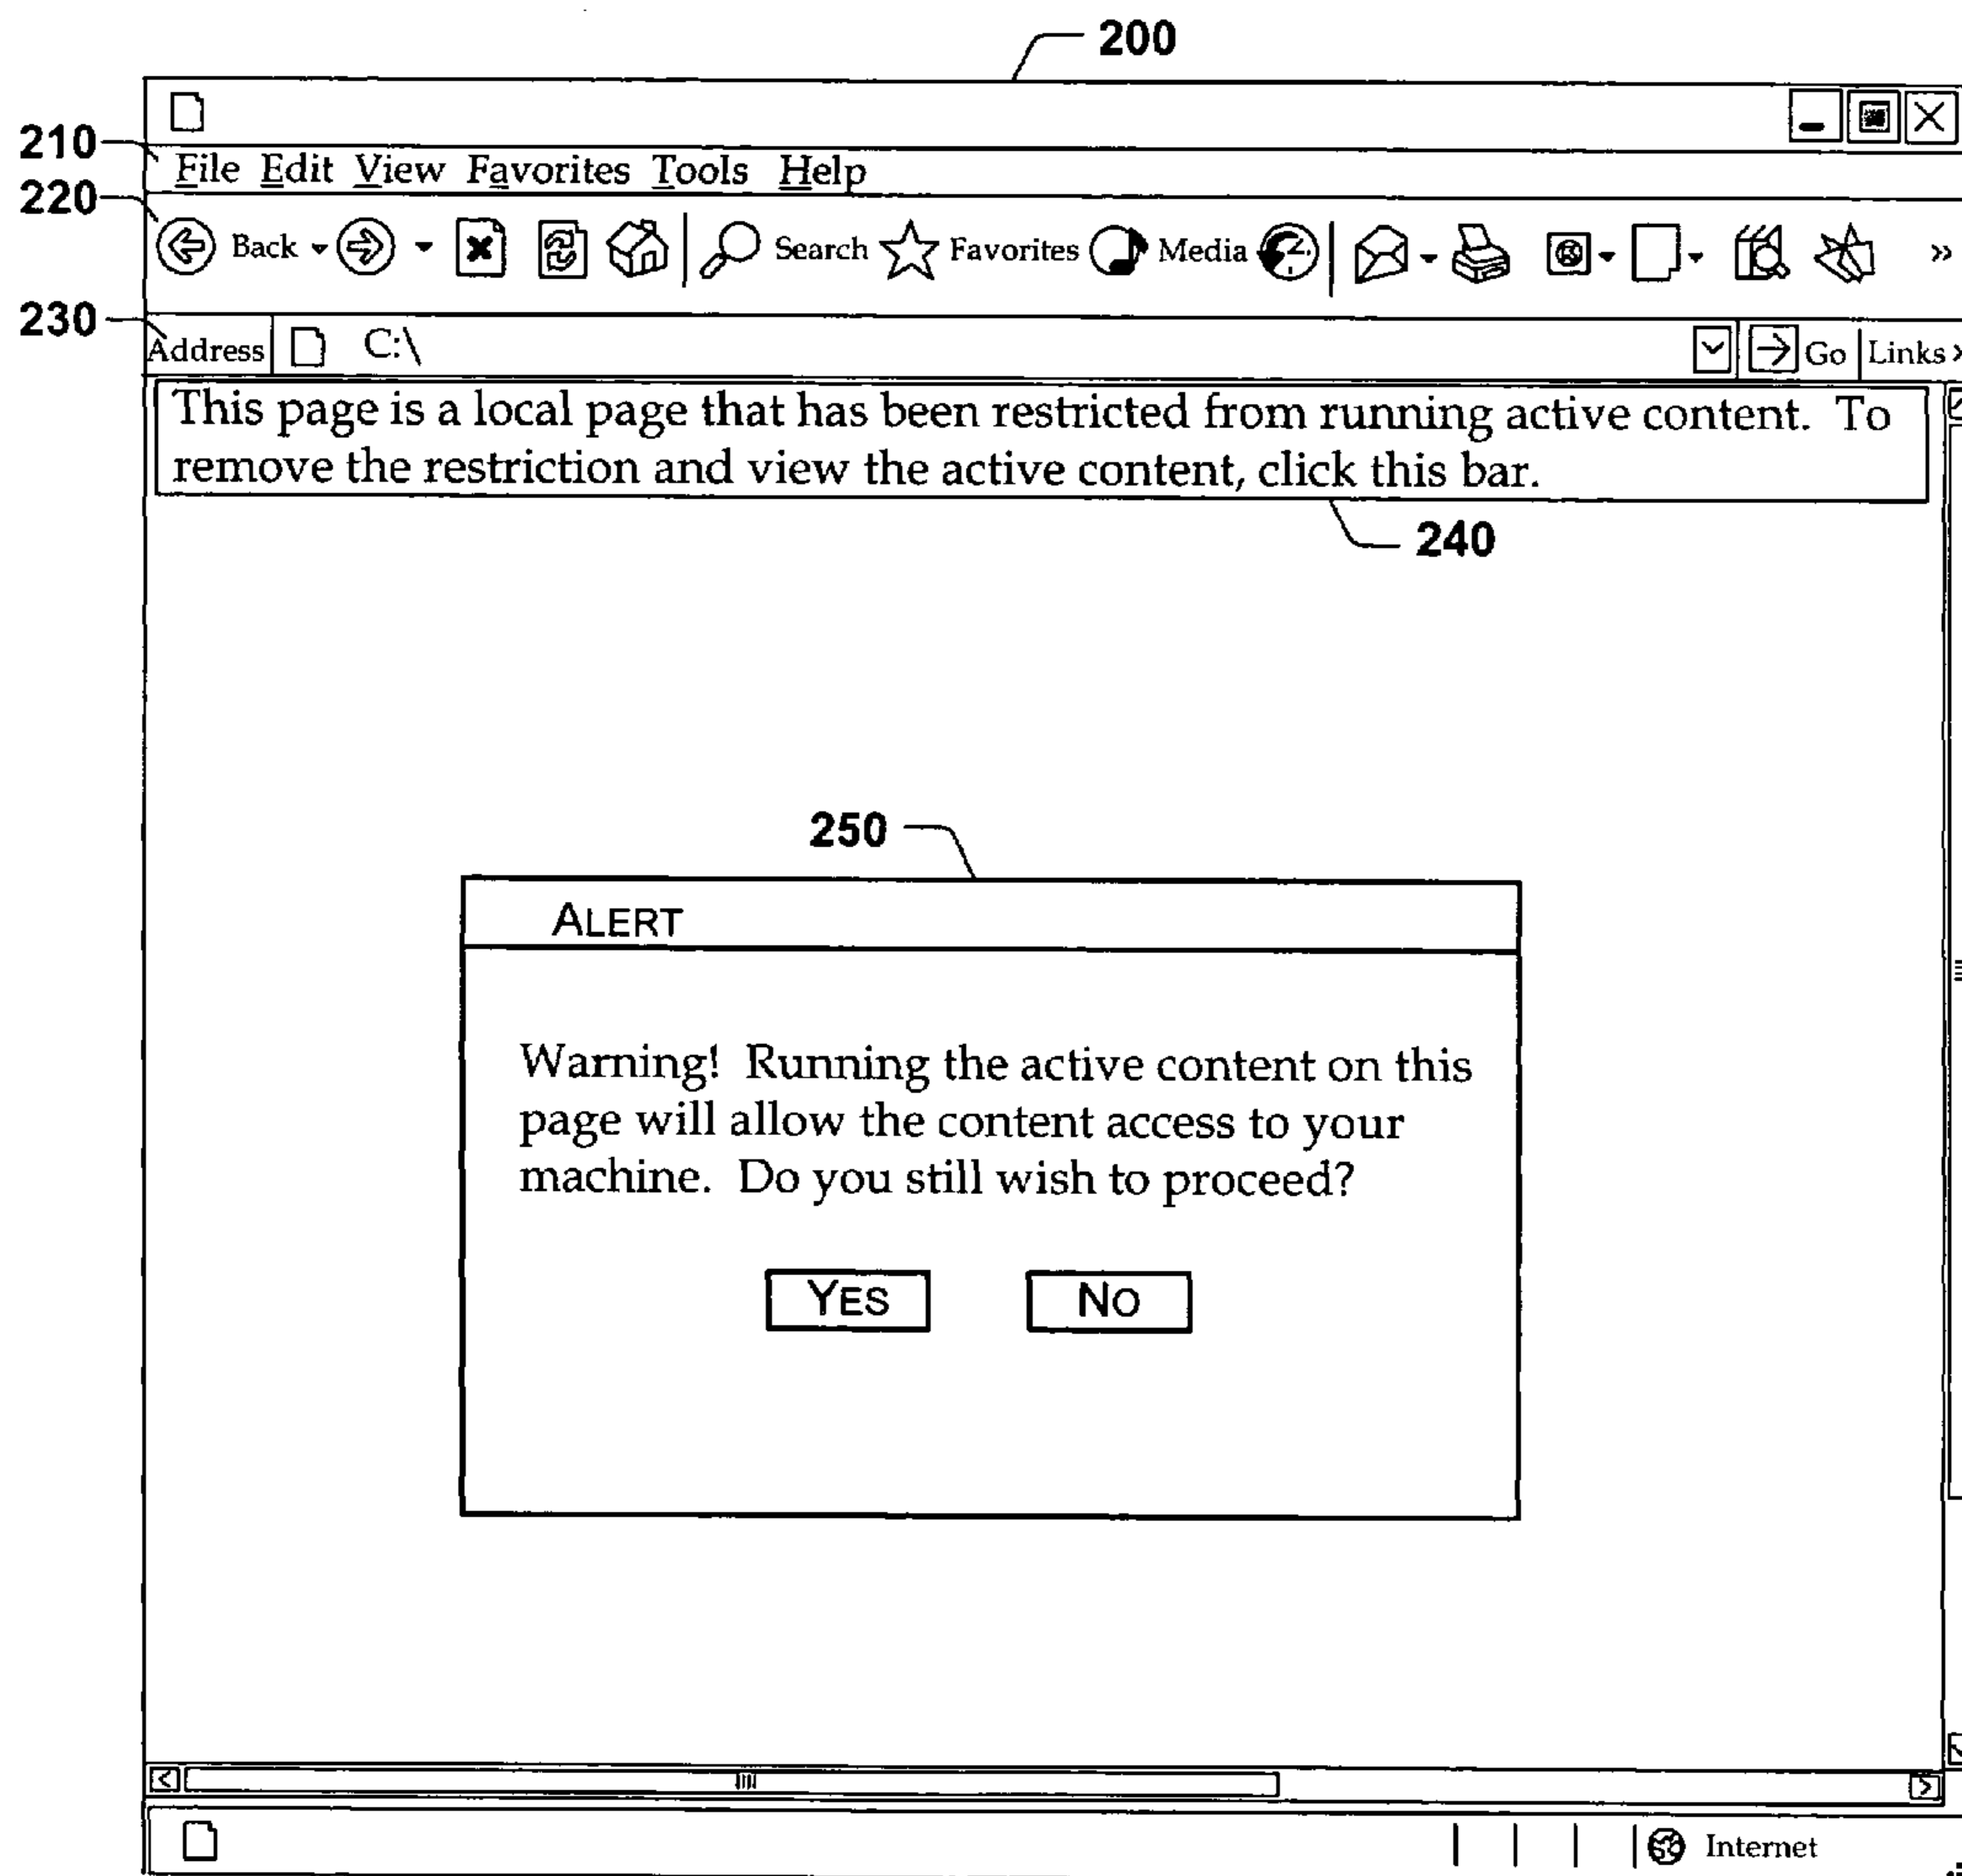 200
210
File Edit View Favorites Tools Help
220
Back Search Favorites Media »
230
Address C:\ Go Links
This page is a local page that has been restricted from running active content. To
remove the restriction and view the active content, click this bar.
240
250
ALERT
Warning! Running the active content on this
page will allow the content access to your
machine. Do you still wish to proceed?
YES NO
Internet